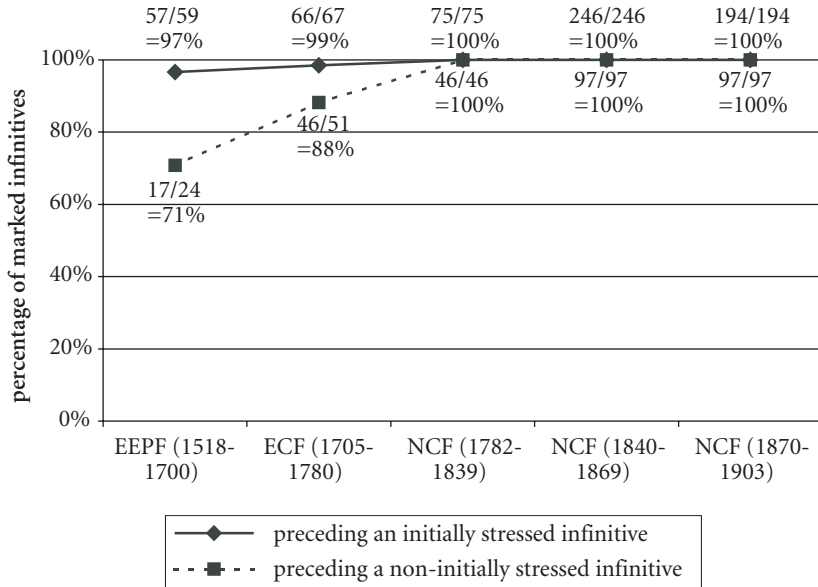 57/59 66/67 75/75 246/246 194/194
=97% =99% =100% =100% =100%
100%
46/46 97/97 97/97
=100% =100% =100%
80%
46/51
=88%
17/24
=71%
60%
40%
20%
0%
percentage of marked infinitives
EEPF (1518- ECF (1705- NCF (1782- NCF (1840- NCF (1870-
1700) 1780) 1839) 1869) 1903)
preceding an initially stressed infinitive
preceding a non-initially stressed infinitive